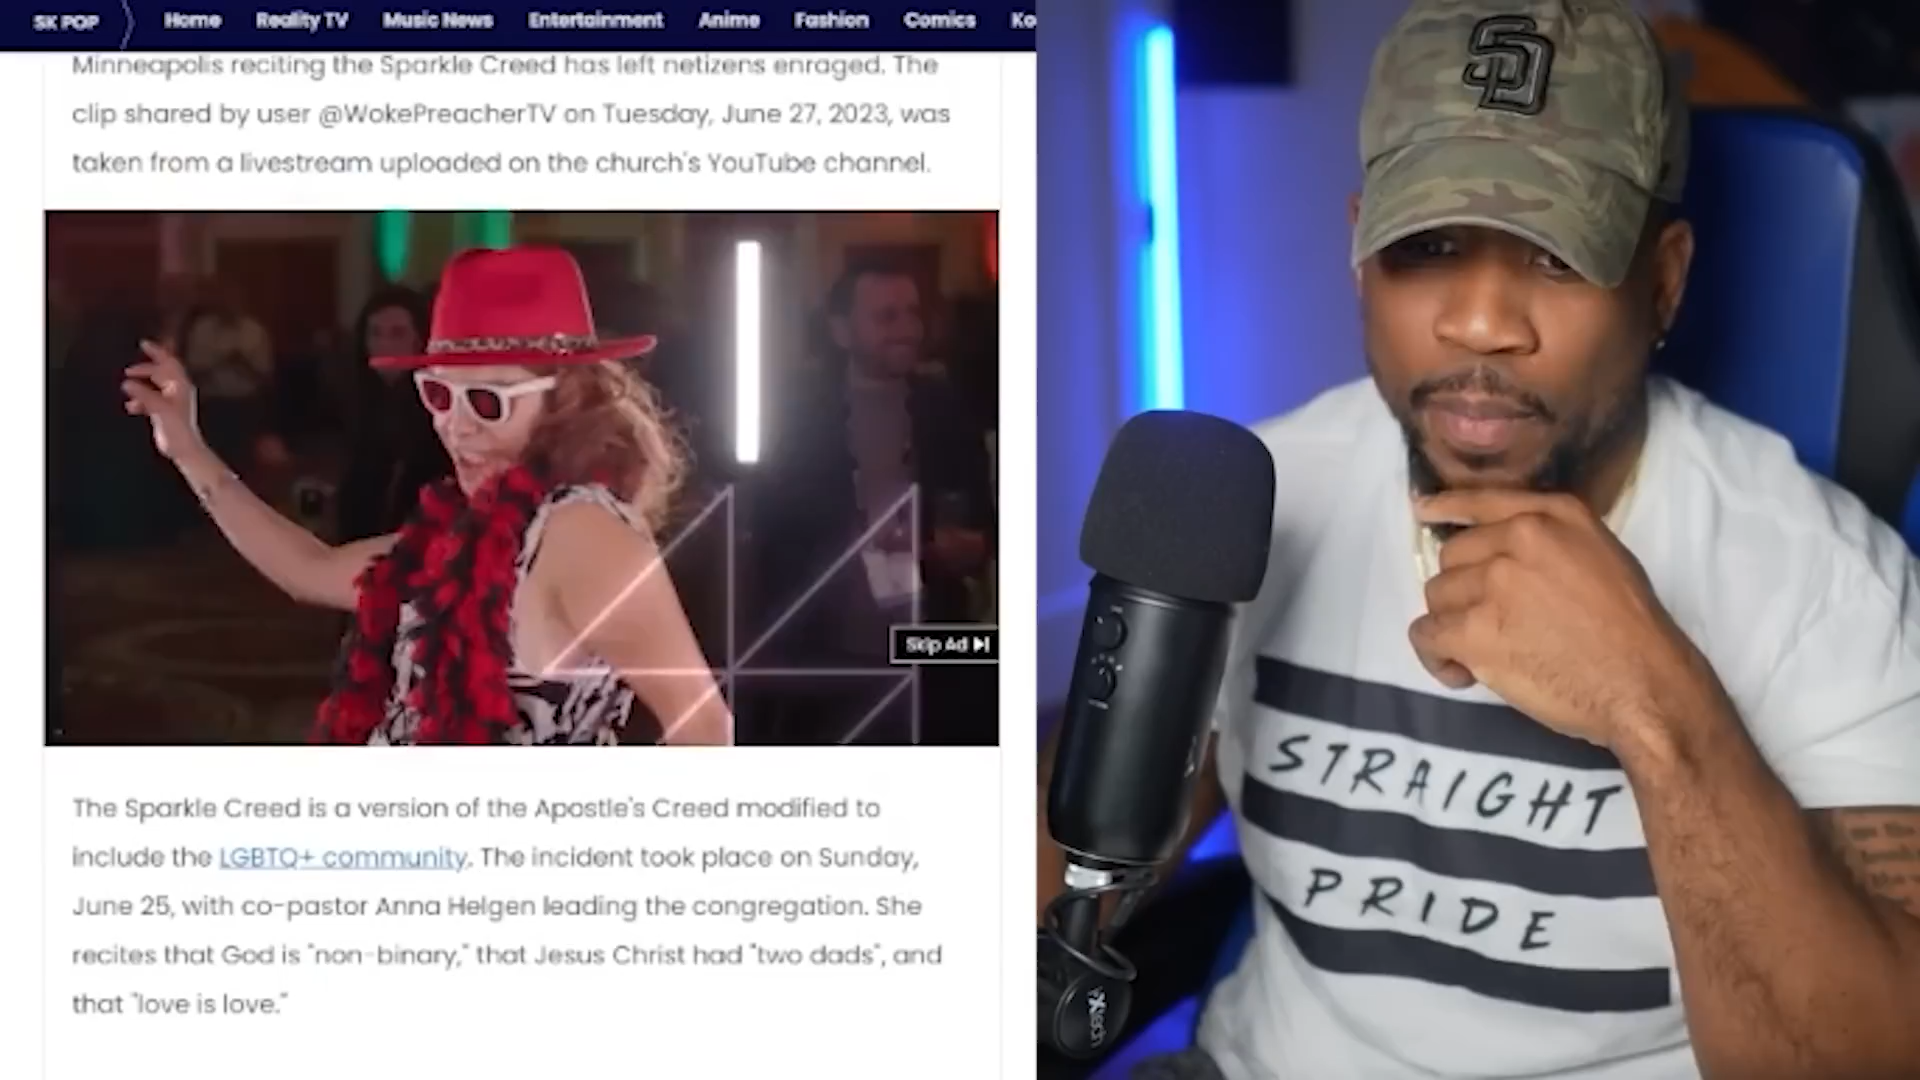 SK POP Home Reality TV Music News Entertainment Anime Fashion Comics Ko
Minneapolis reciting the Sparkle Creed has left netizens enraged. The
clip shared by user @WokePreacherTV on Tuesday, June 27, 2023, was
taken from a livestream uploaded on the church's YouTube channel.
Skip Ad
The Sparkle Creed is a version of the Apostle's Creed modified to
include the LGBTQ+ community. The incident took place on Sunday,
June 25, with co-pastor Anna Helgen leading the congregation. She
recites that God is "non-binary," that Jesus Christ had "two dads", and
that "love is love."
SD
STRAIGHT
PRIDE